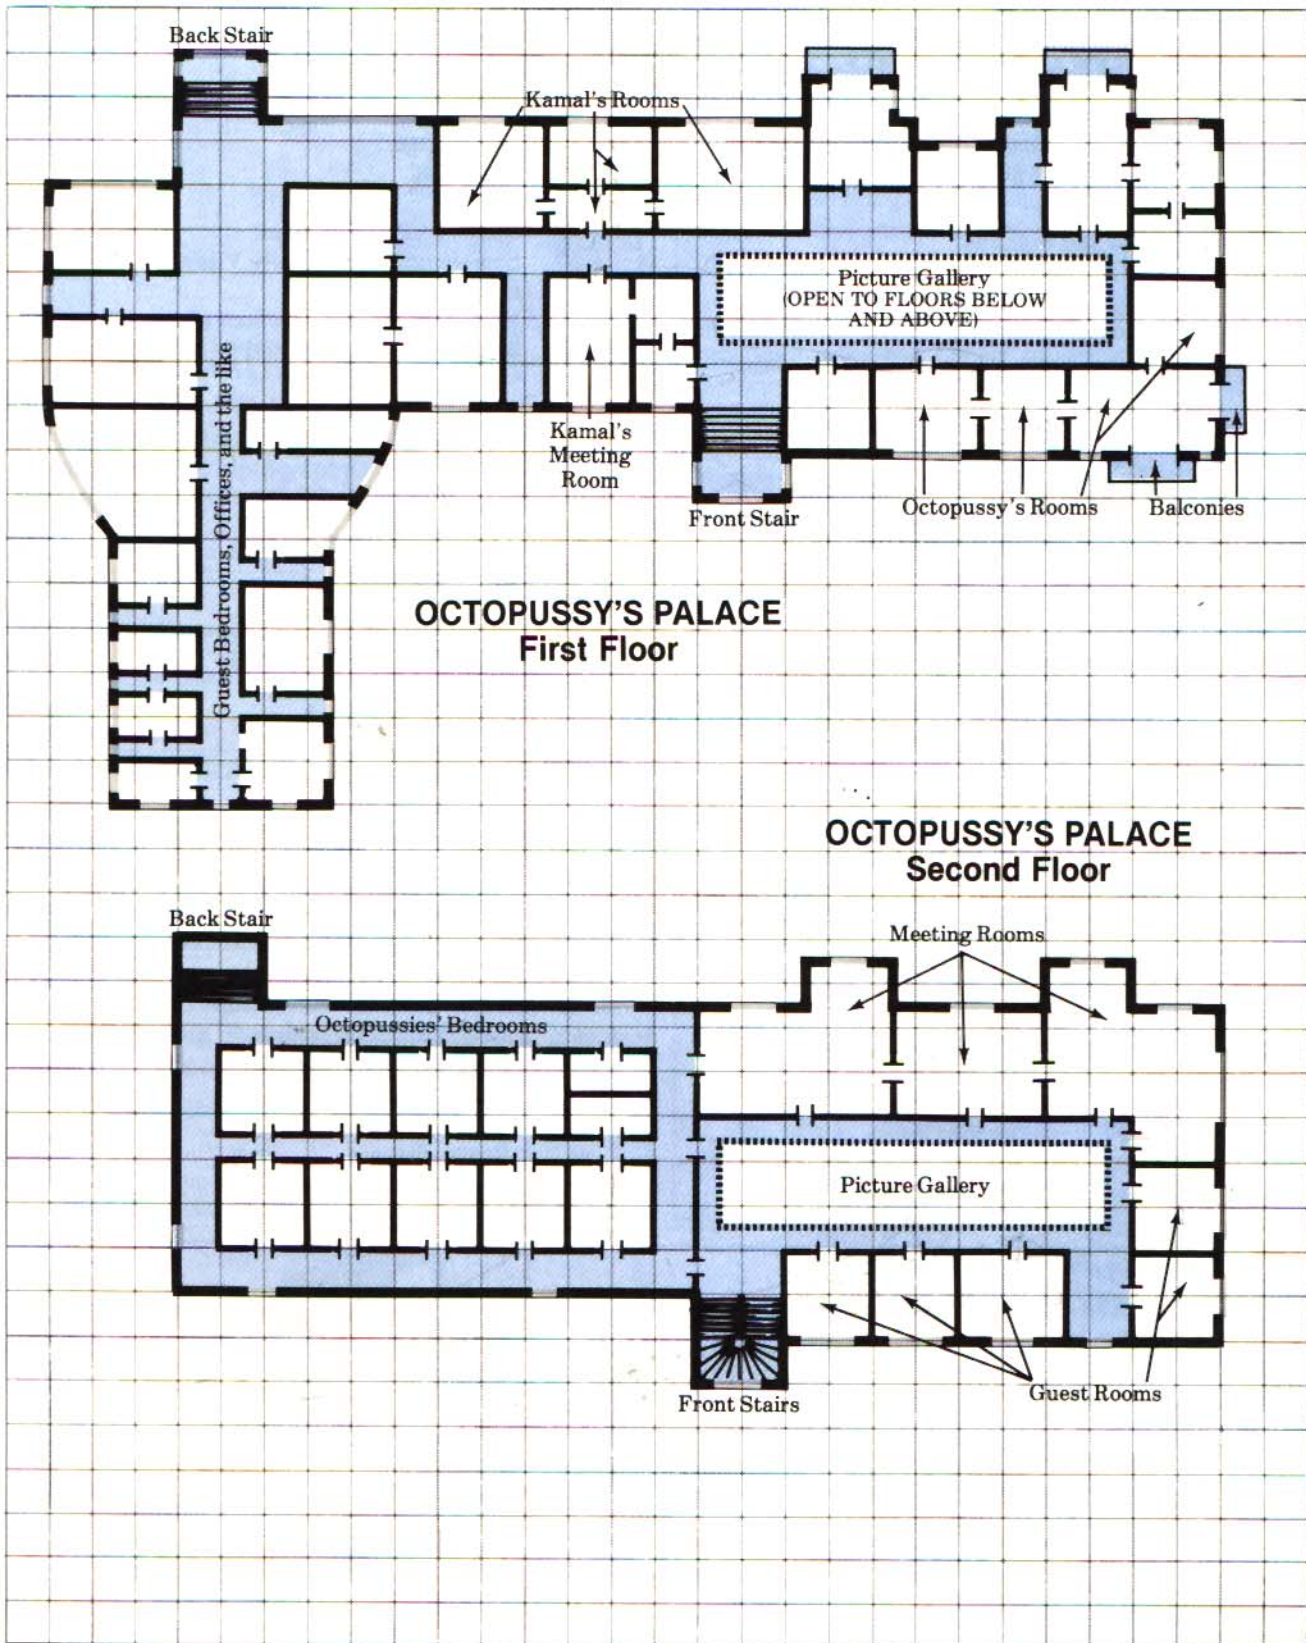 Back Stair
Kamal's Rooms
Picture Gallery
(OPEN TO FLOORS BELOW
AND ABOVE)
Guest Bedrooms, Offices, and the like
Kamal's
Meeting
Room
Front Stair
Octopussy's Rooms
Balconies
OCTOPUSSY'S PALACE
First Floor
OCTOPUSSY'S PALACE
Second Floor
Back Stair
Meeting Rooms
Octopussies' Bedrooms
Picture Gallery
Guest Rooms
Front Stairs